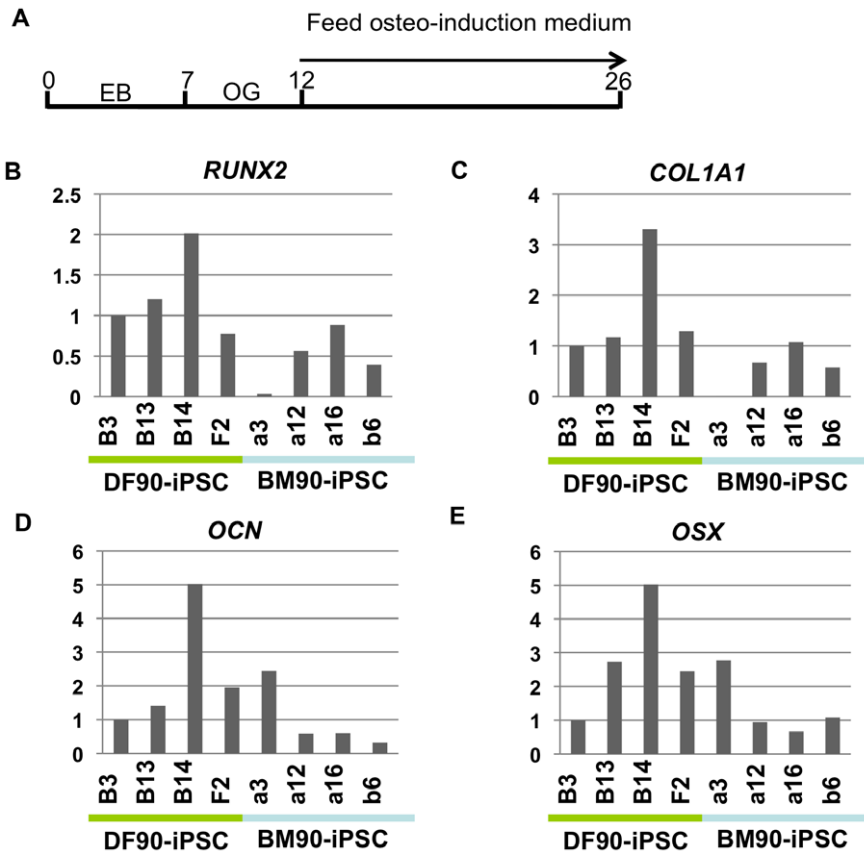 A
Feed osteo-induction medium
0 7 12 26
EB OG
B
RUNX2
2.5
2
1.5
1
0.5
0
B3 B13 B14 F2 a3 a12 a16 b6
DF90-iPSC BM90-iPSC
C
COL1A1
4
3
2
1
0
B3 B13 B14 F2 a3 a12 a16 b6
DF90-iPSC BM90-iPSC
D
OCN
6
5
4
3
2
1
0
B3 B13 B14 F2 a3 a12 a16 b6
DF90-iPSC BM90-iPSC
E
OSX
6
5
4
3
2
1
0
B3 B13 B14 F2 a3 a12 a16 b6
DF90-iPSC BM90-iPSC